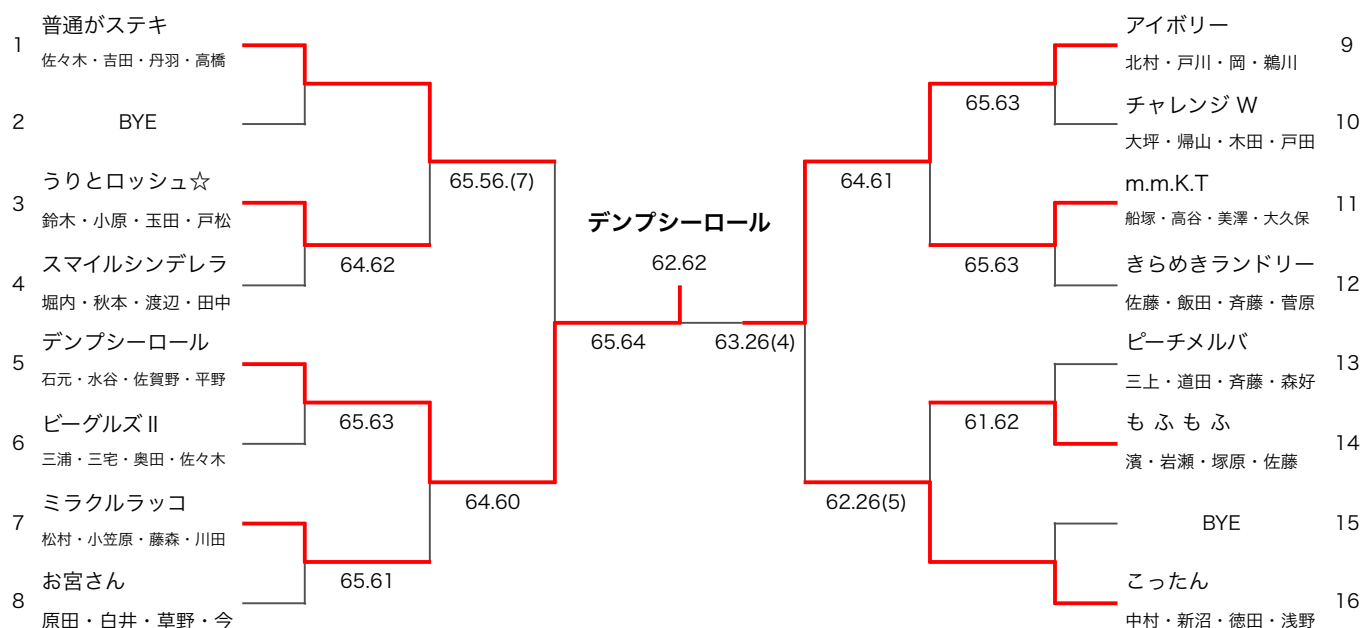 1 普通がステキ
佐々木・吉田・丹羽・高橋
2 BYE
3 うりとロッシュ☆
鈴木・小原・玉田・戸松
4 スマイルシンデレラ
堀内・秋本・渡辺・田中
5 デンプシーロール
石元・水谷・佐賀野・平野
6 ビーグルズⅡ
三浦・三宅・奥田・佐々木
7 ミラクルラッコ
松村・小笠原・藤森・川田
8 お宮さん
原田・白井・草野・今
64.62
65.63
65.61
65.56.(7)
64.60
65.64
デンプシーロール
62.62
63.26(4)
64.61
62.26(5)
65.63
65.63
61.62
アイボリー 9
北村・戸川・岡・鵜川
チャレンジ W 10
大坪・帰山・木田・戸田
m.m.K.T 11
船塚・高谷・美澤・大久保
きらめきランドリー 12
佐藤・飯田・斉藤・菅原
ピーチメルバ 13
三上・道田・斉藤・森好
も ふ も ふ 14
濱・岩瀬・塚原・佐藤
BYE 15
こったん 16
中村・新沼・徳田・浅野